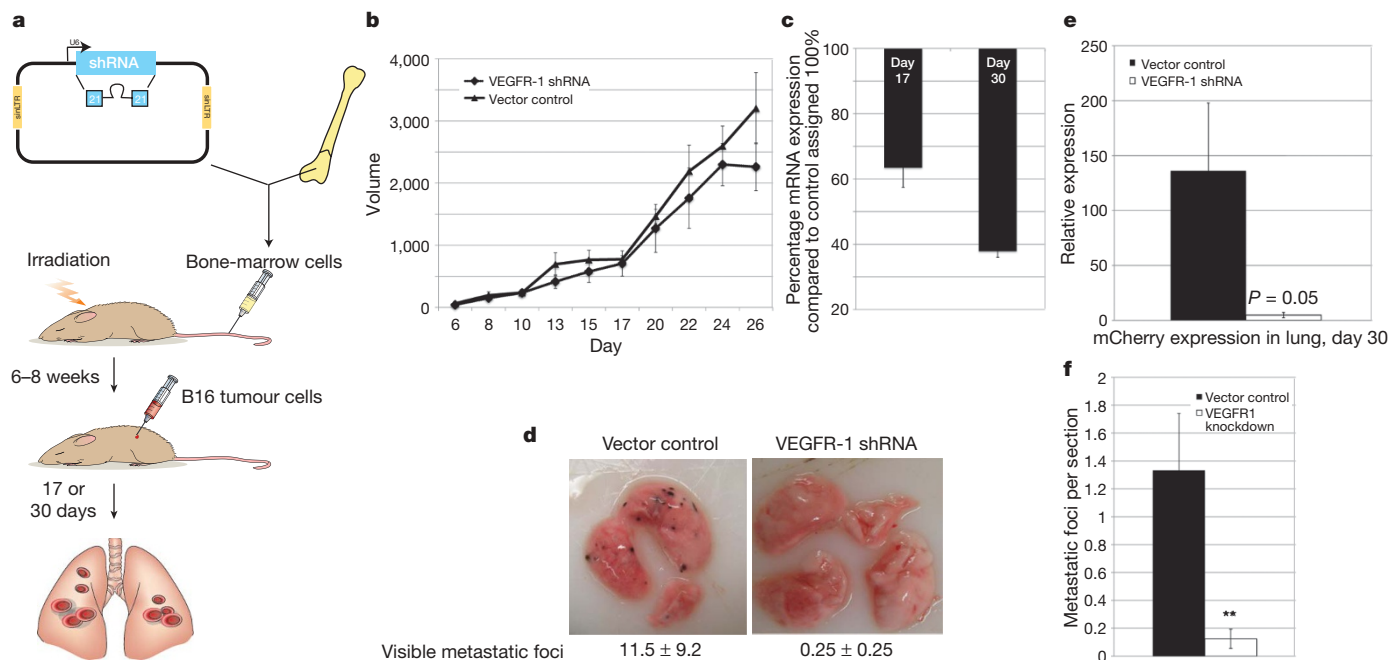 a
U6
shRNA
21 21
sinLTR
sinLTR
Irradiation
Bone-marrow cells
6–8 weeks
B16 tumour cells
17 or
30 days
b
Volume
4,000
3,000
2,000
1,000
0
VEGFR-1 shRNA
Vector control
6 8 10 13 15 17 20 22 24 26
Day
c
Percentage mRNA expression
compared to control assigned 100%
100
80
60
40
20
Day
17
Day
30
d
Vector control
VEGFR-1 shRNA
Visible metastatic foci
11.5 ± 9.2
0.25 ± 0.25
e
Relative expression
250
200
150
100
50
0
Vector control
VEGFR-1 shRNA
P = 0.05
mCherry expression in lung, day 30
f
Metastatic foci per section
2
1.8
1.6
1.4
1.2
1
0.8
0.6
0.4
0.2
0
Vector control
VEGFR1
knockdown
**